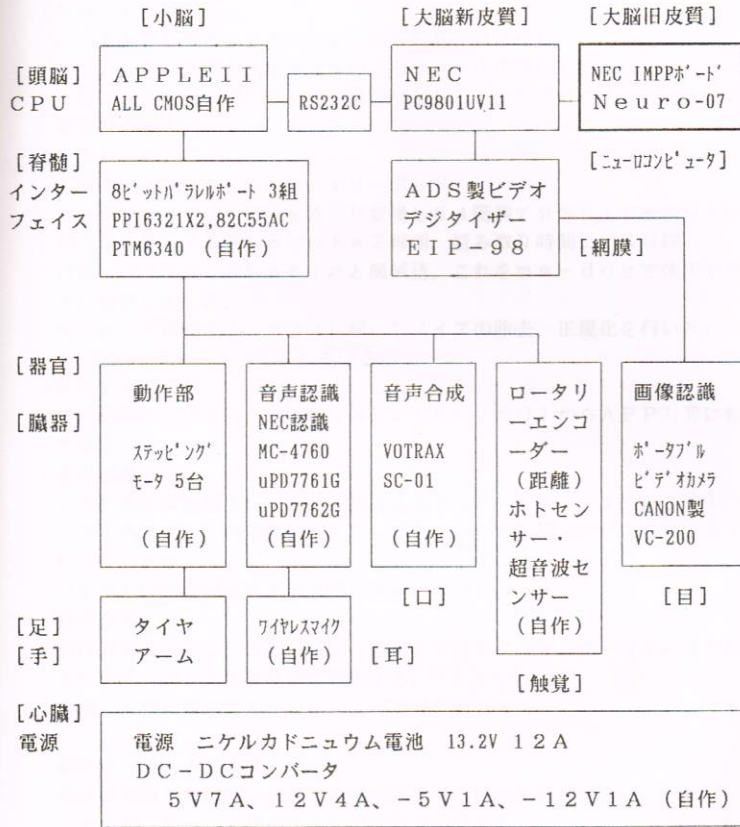 [小脳] [大脳新皮質] [大脳旧皮質]
[頭脳] APPLEII NEC NEC IMPPボード
CPU ALL CMOS自作 RS232C PC9801UV11 Neuro-07
[脊髄] [ニューロコンピュータ]
インター 8ビットパラレルポート 3組 ADS製ビデオ
フェイス PPI6321X2,82C55AC デジタイザー
PTM6340 (自作) EIP-98 [網膜]
[器官]
動作部 音声認識 音声合成 ロータリ 画像認識
[臓器] NEC認識 ーエンコ
ステッピング MC-4760 VOTRAX ーダー ポータブル
モータ 5台 uPD7761G SC-01 (距離) ビデオカメラ
uPD7762G ホトセン CANON製
(自作) (自作) (自作) サー・ VC-200
超音波セ
[口] ンサー [目]
[足] タイヤ ワイヤレスマイク (自作)
[手] アーム (自作) [耳]
[触覚]
[心臓]
電源 電源 ニケルカドニュウム電池 13.2V 12A
DC-DCコンバータ
5V7A、12V4A、-5V1A、-12V1A (自作)